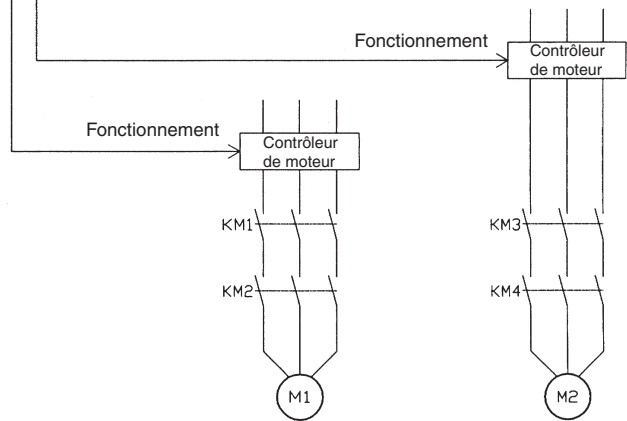 Fonctionnement
Contrôleur
de moteur
Fonctionnement
Contrôleur
de moteur
KM1
KM3
KM2
KM4
M1
M2